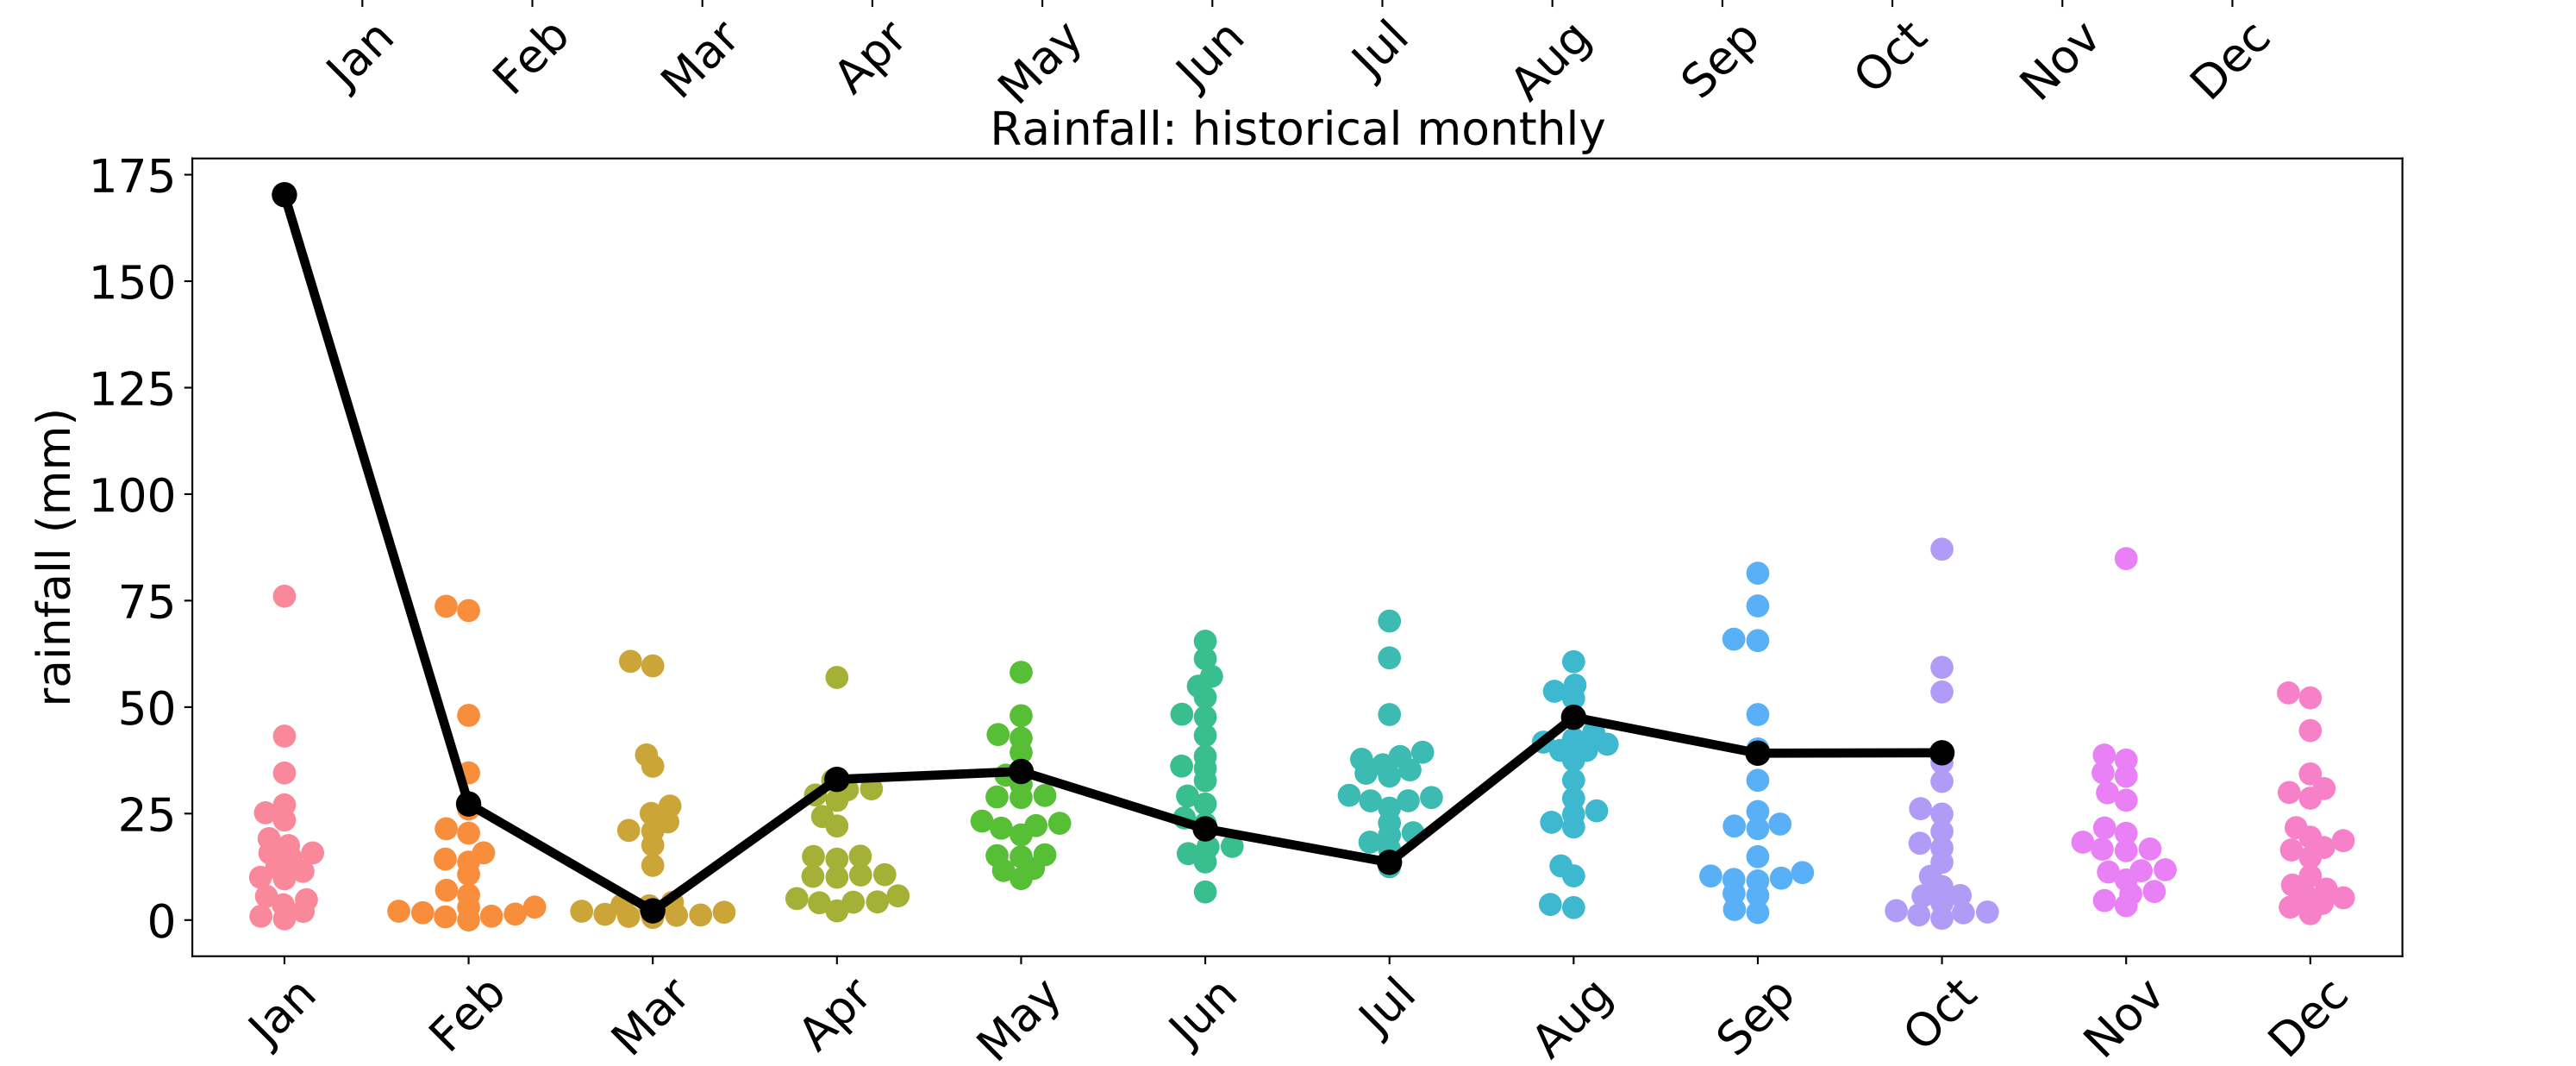 Jan Feb Mar Apr May Jun Jul Aug Sep Oct Nov Dec
Rainfall: historical monthly
rainfall (mm)
175
150
125
100
75
50
25
0
Jan Feb Mar Apr May Jun Jul Aug Sep Oct Nov Dec